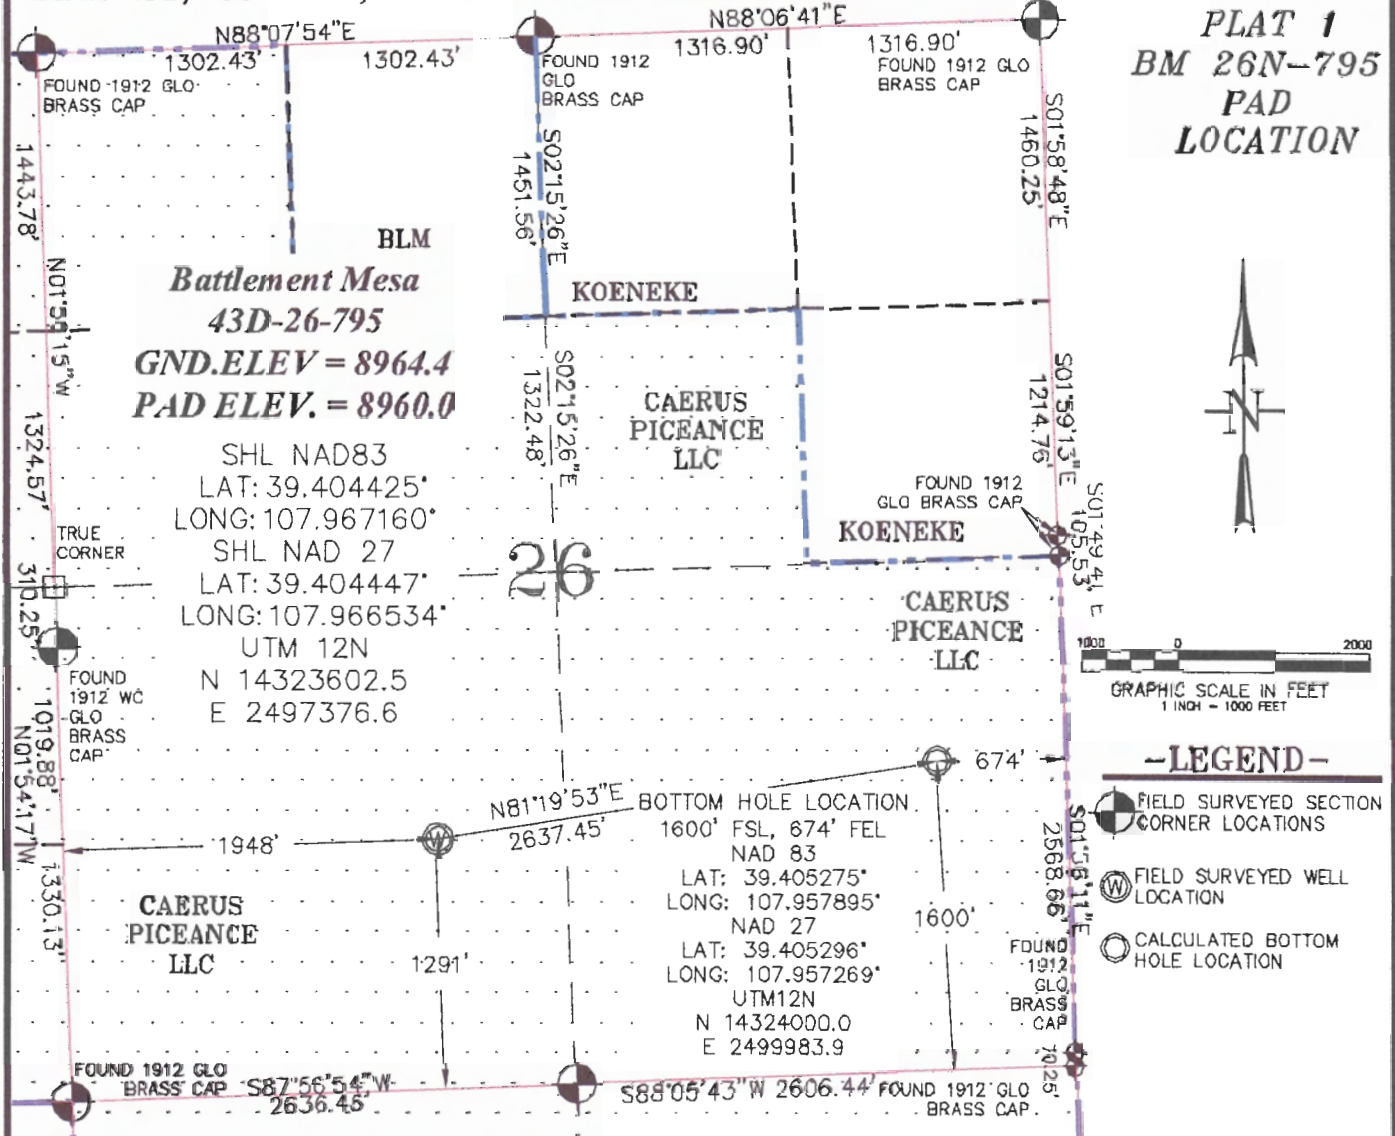 PLAT 1
BM 26N-795
PAD
LOCATION
N88°07'54"E
1302.43'
1302.43'
N88°06'41"E
1316.90'
1316.90'
FOUND 1912 GLO
BRASS CAP
FOUND 1912
GLO
BRASS CAP
FOUND 1912 GLO
BRASS CAP
1443.78'
S02°15'26"E
1451.56'
S01°58'48"E
1460.25'
BLM
Battlement Mesa
43D-26-795
GND.ELEV = 8964.4
PAD ELEV. = 8960.0
KOENEKE
SHL NAD83
LAT: 39.404425°
LONG: 107.967160°
SHL NAD 27
LAT: 39.404447°
LONG: 107.966534°
UTM 12N
N 14323602.5
E 2497376.6
1324.57'
S02°15'26"E
1322.48'
CAERUS
PICEANCE
LLC
S01°59'13"E
1214.76'
FOUND 1912
GLO BRASS CAP
KOENEKE
S01°49'41"E
105.53'
TRUE
CORNER
310.25'
26
CAERUS
PICEANCE
LLC
N
1000
0
2000
GRAPHIC SCALE IN FEET
1 INCH = 1000 FEET
FOUND
1912 WC
GLO
BRASS
CAP
1019.88'
N01°54'17"W
1330.13'
-LEGEND-
FIELD SURVEYED SECTION
CORNER LOCATIONS
W
FIELD SURVEYED WELL
LOCATION
CALCULATED BOTTOM
HOLE LOCATION
674'
N81°19'53"E
2637.45'
W
1948'
1291'
1600'
BOTTOM HOLE LOCATION
1600' FSL, 674' FEL
NAD 83
LAT: 39.405275°
LONG: 107.957895°
NAD 27
LAT: 39.405296°
LONG: 107.957269°
UTM12N
N 14324000.0
E 2499983.9
S01°56'11"E
2568.66'
FOUND
1912
GLO
BRASS
CAP
CAERUS
PICEANCE
LLC
FOUND 1912 GLO
BRASS CAP
S87°56'54"W
2636.45'
S88°05'43"W 2606.44'
FOUND 1912 GLO
BRASS CAP